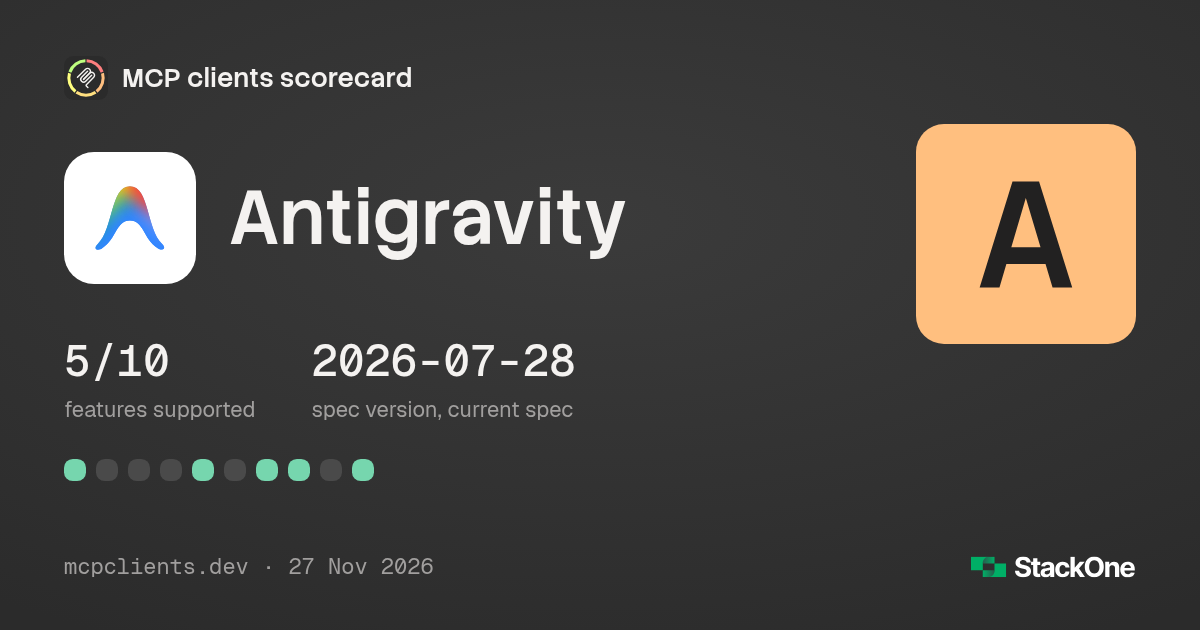 MCP clients scorecard
Antigravity
A
5/10
features supported
2026-07-28
spec version, current spec
mcpclients.dev · 27 Nov 2026
StackOne